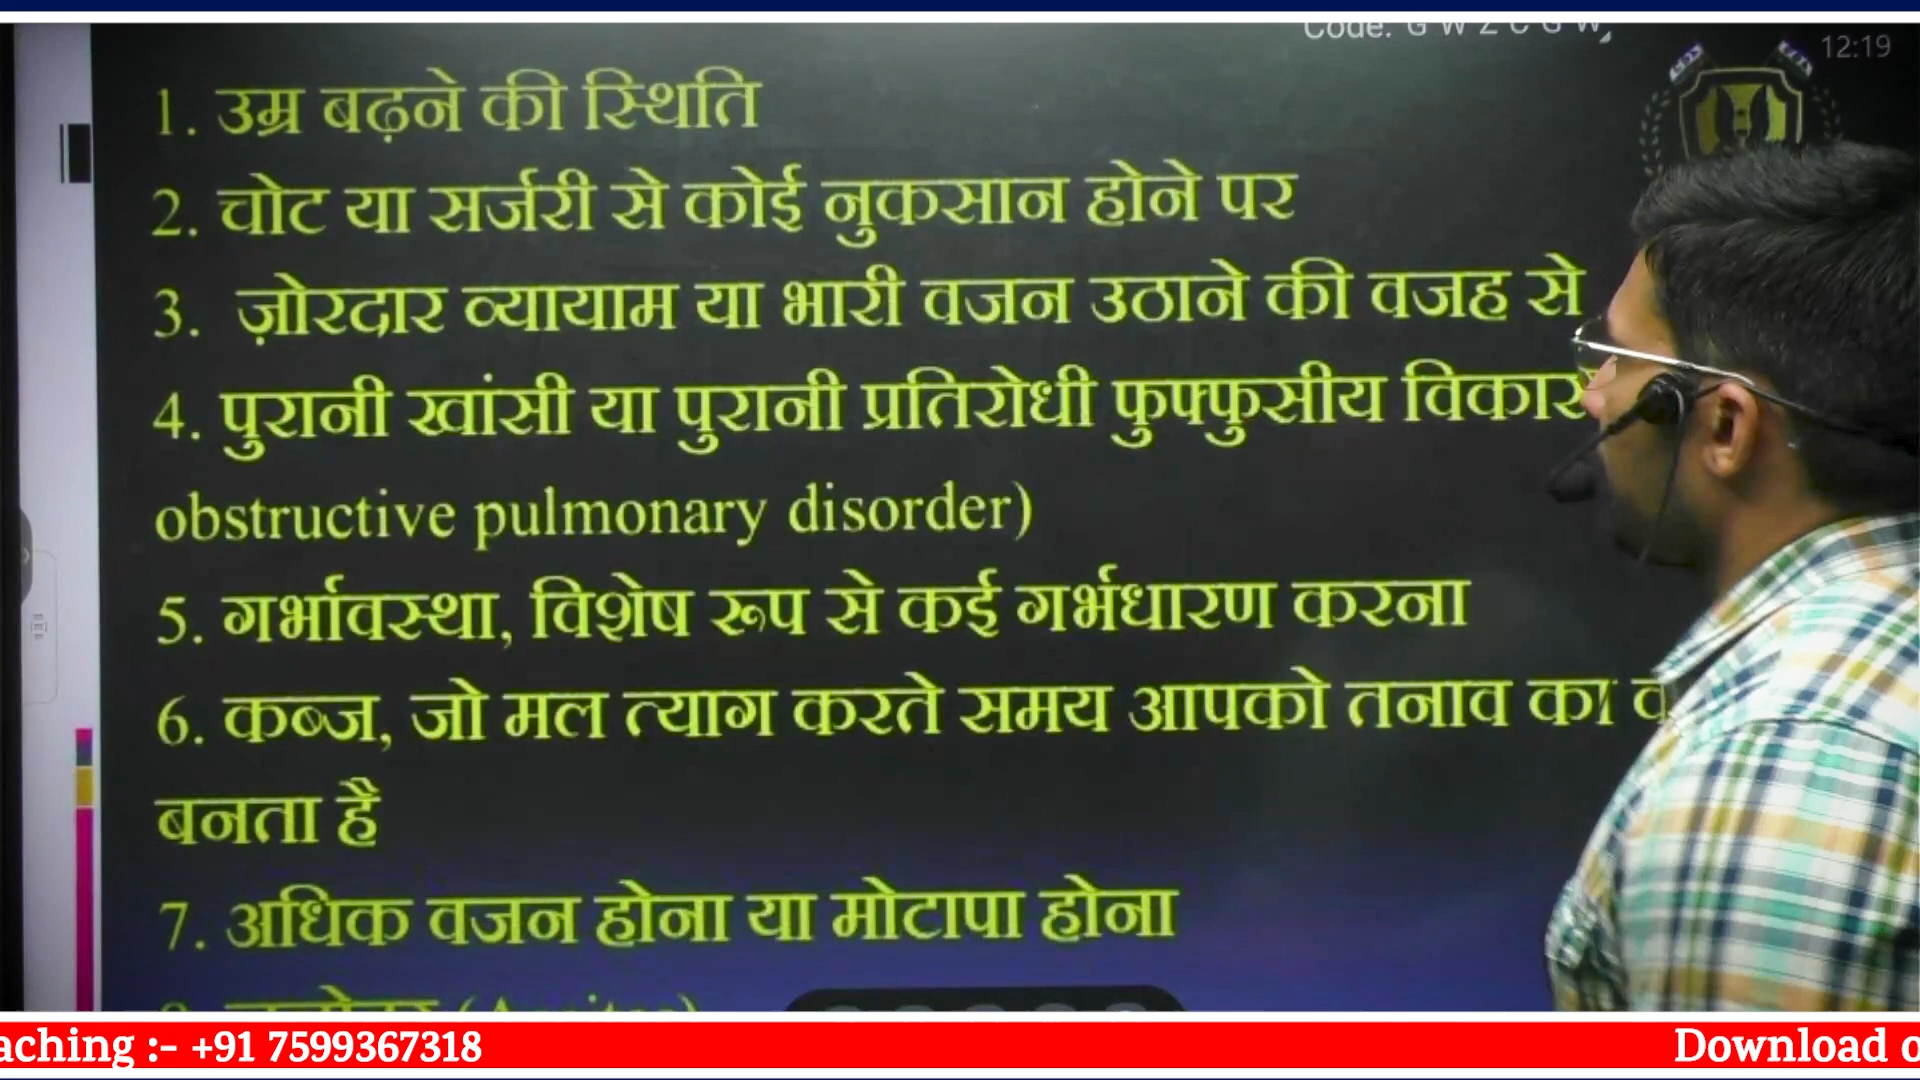 Code: G W Z C G W
12:19
1. उम्र बढ़ने की स्थिति
2. चोट या सर्जरी से कोई नुकसान होने पर
3. ज़ोरदार व्यायाम या भारी वजन उठाने की वजह से
4. पुरानी खांसी या पुरानी प्रतिरोधी फुफ्फुसीय विकार
obstructive pulmonary disorder)
5. गर्भावस्था, विशेष रूप से कई गर्भधारण करना
6. कब्ज, जो मल त्याग करते समय आपको तनाव का
बनता है
7. अधिक वजन होना या मोटापा होना
aching :- +91 7599367318
Download